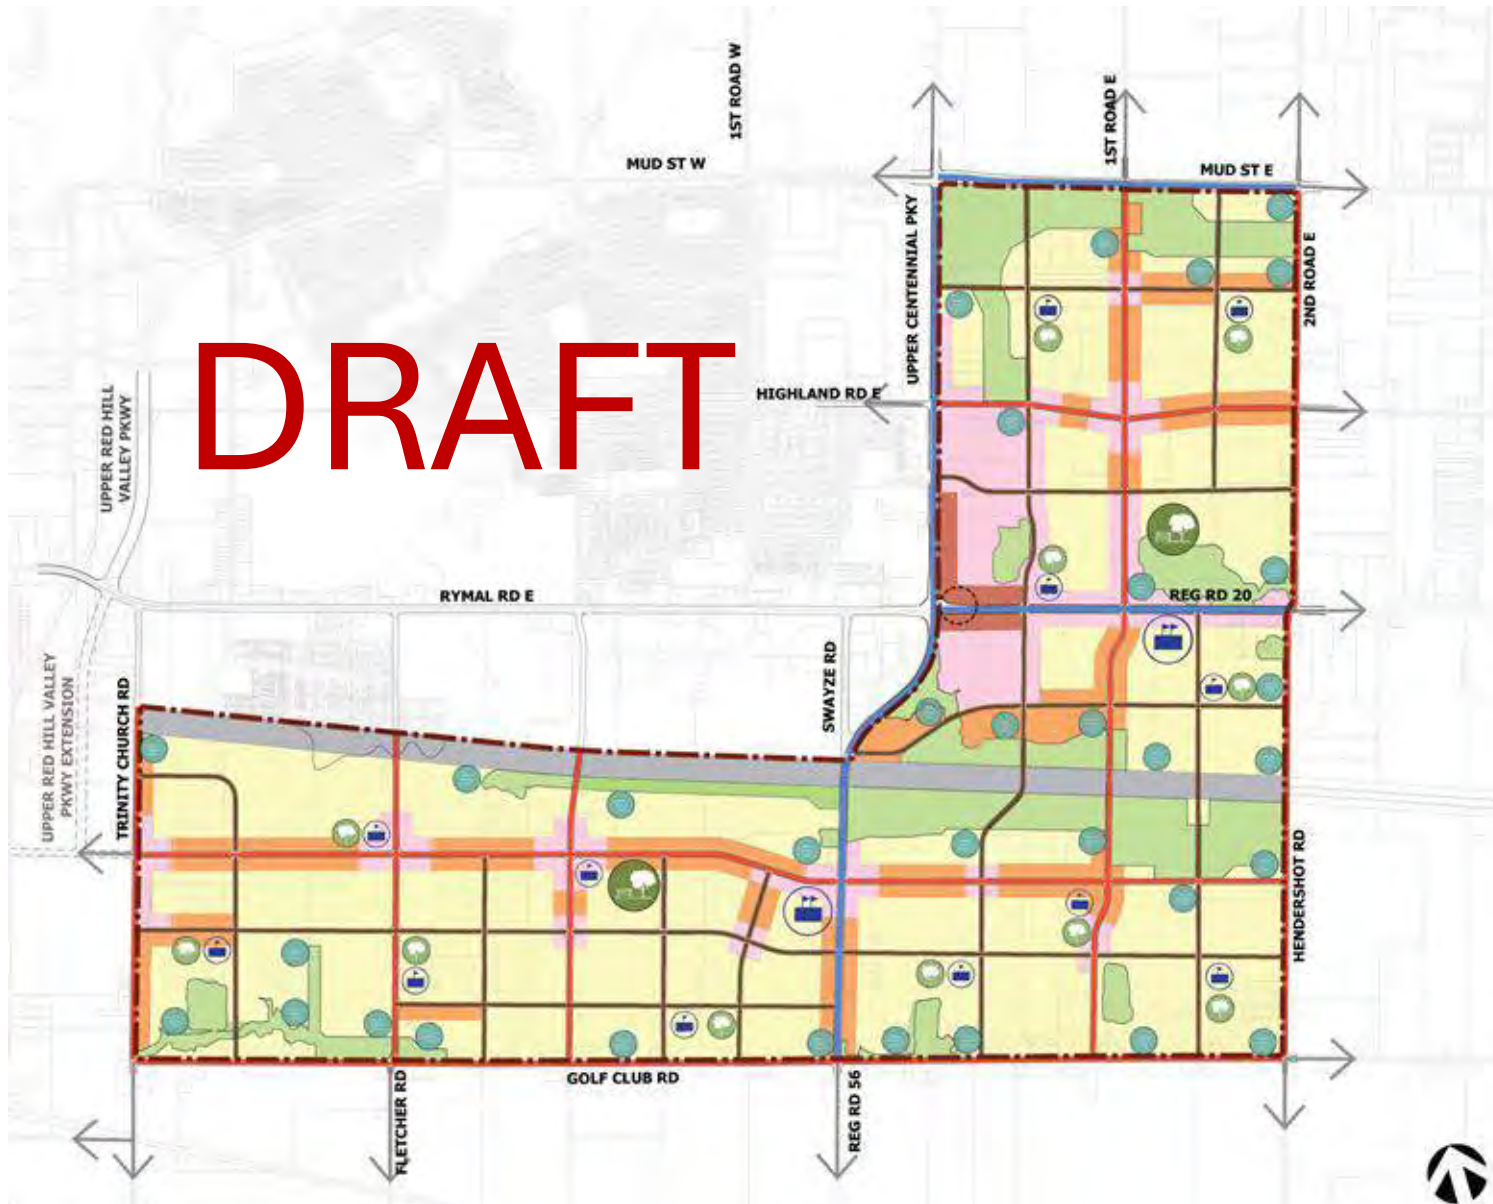 1ST ROAD W
1ST ROAD E
MUD ST W
MUD ST E
UPPER CENTENNIAL PKY
2ND ROAD E
DRAFT
HIGHLAND RD E
UPPER RED HILL
VALLEY PKWY
RYMAL RD E
REG RD 20
UPPER RED HILL VALLEY
PKWY EXTENSION
TRINITY CHURCH RD
SWAYZE RD
HENDERSHOT RD
GOLF CLUB RD
FLETCHER RD
REG RD 56